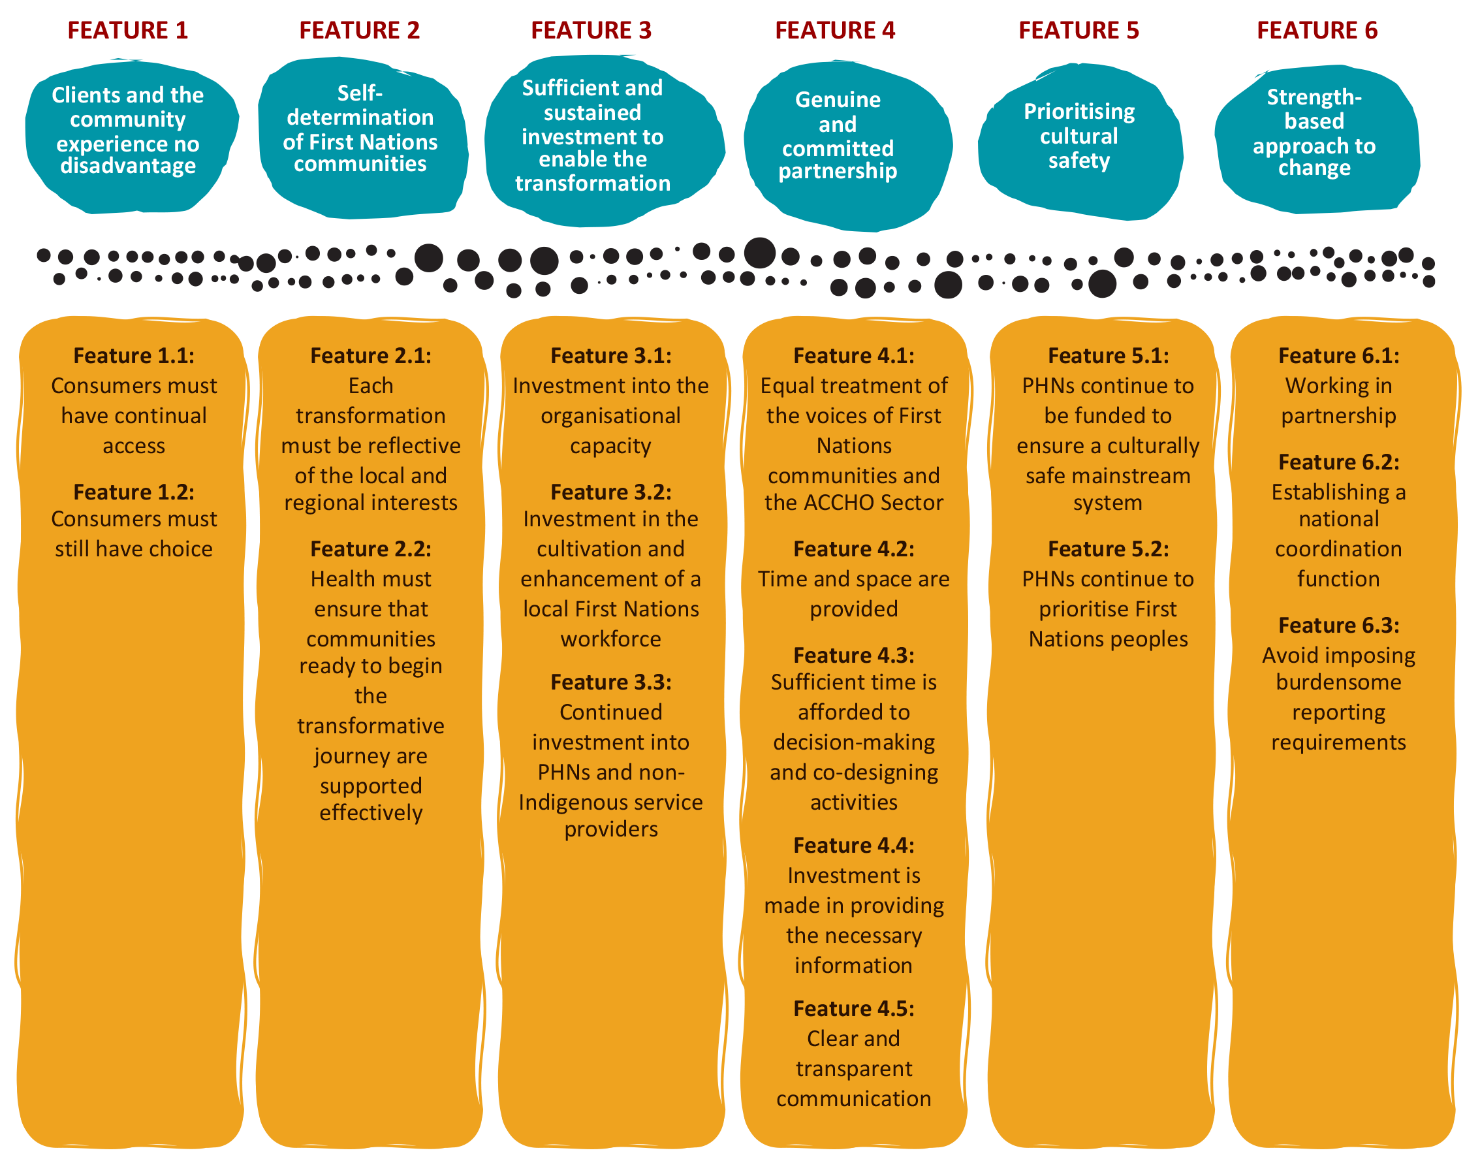 FEATURE 1
Clients and the
community
experience no
disadvantage
Feature 1.1:
Consumers must
have continual
access
Feature 1.2:
Consumers must
still have choice
FEATURE 2
Self-
determination
of First Nations
communities
Feature 2.1:
Each
transformation
must be reflective
of the local and
regional interests
Feature 2.2:
Health must
ensure that
communities
ready to begin
the
transformative
journey are
supported
effectively
FEATURE 3
Sufficient and
sustained
investment to
enable the
transformation
Feature 3.1:
Investment into the
organisational
capacity
Feature 3.2:
Investment in the
cultivation and
enhancement of a
local First Nations
workforce
Feature 3.3:
Continued
investment into
PHNs and non-
Indigenous service
providers
FEATURE 4
Genuine
and
committed
partnership
Feature 4.1:
Equal treatment of
the voices of First
Nations
communities and
the ACCHO Sector
Feature 4.2:
Time and space are
provided
Feature 4.3:
Sufficient time is
afforded to
decision-making
and co-designing
activities
Feature 4.4:
Investment is
made in providing
the necessary
information
Feature 4.5:
Clear and
transparent
communication
FEATURE 5
Prioritising
cultural
safety
Feature 5.1:
PHNs continue to
be funded to
ensure a culturally
safe mainstream
system
Feature 5.2:
PHNs continue to
prioritise First
Nations peoples
FEATURE 6
Strength-
based
approach to
change
Feature 6.1:
Working in
partnership
Feature 6.2:
Establishing a
national
coordination
function
Feature 6.3:
Avoid imposing
burdensome
reporting
requirements